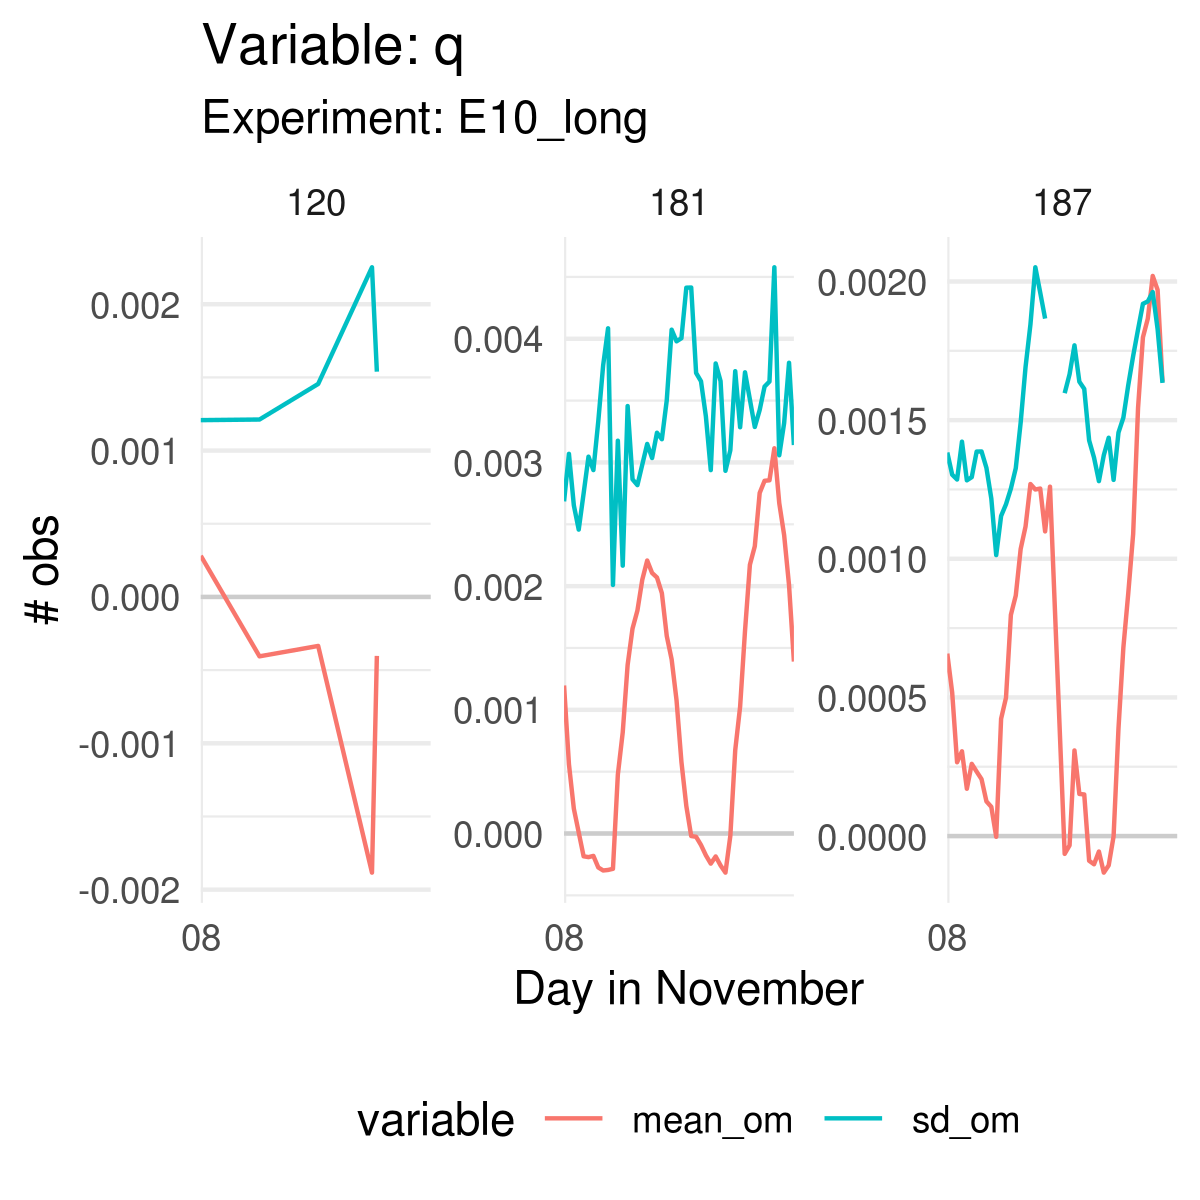 Variable: q
Experiment: E10_long
120 181 187
0.002
0.001
0.000
-0.001
-0.002
0.004
0.003
0.002
0.001
0.000
0.0020
0.0015
0.0010
0.0005
0.0000
# obs
08 08 08
Day in November
variable mean_om sd_om